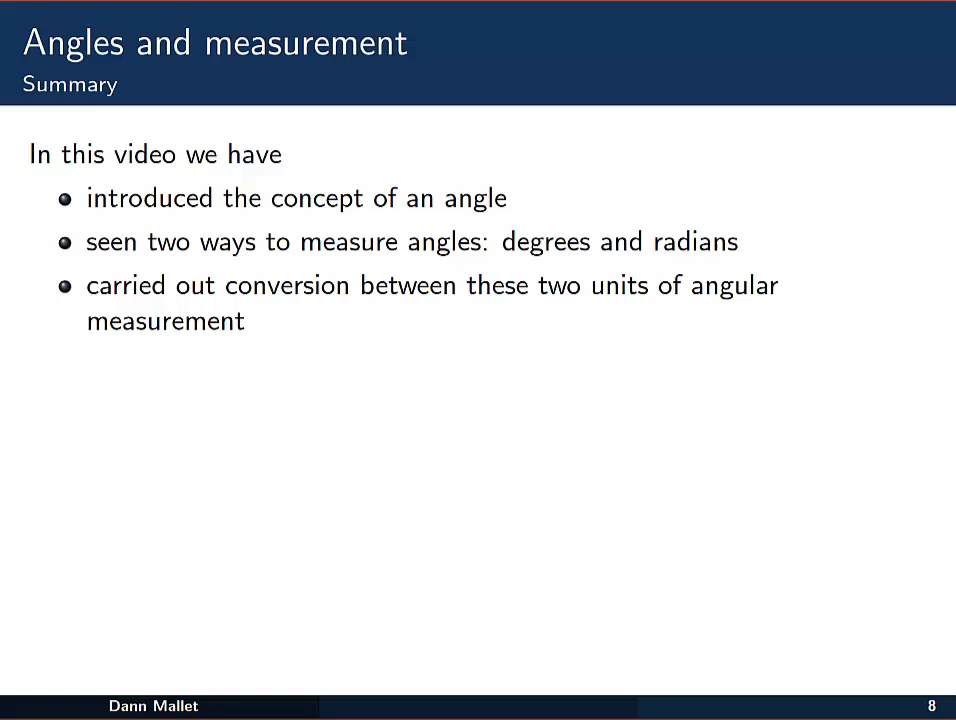 Angles and measurement
Summary
In this video we have
introduced the concept of an angle
seen two ways to measure angles: degrees and radians
carried out conversion between these two units of angular
measurement
Dann Mallet
8